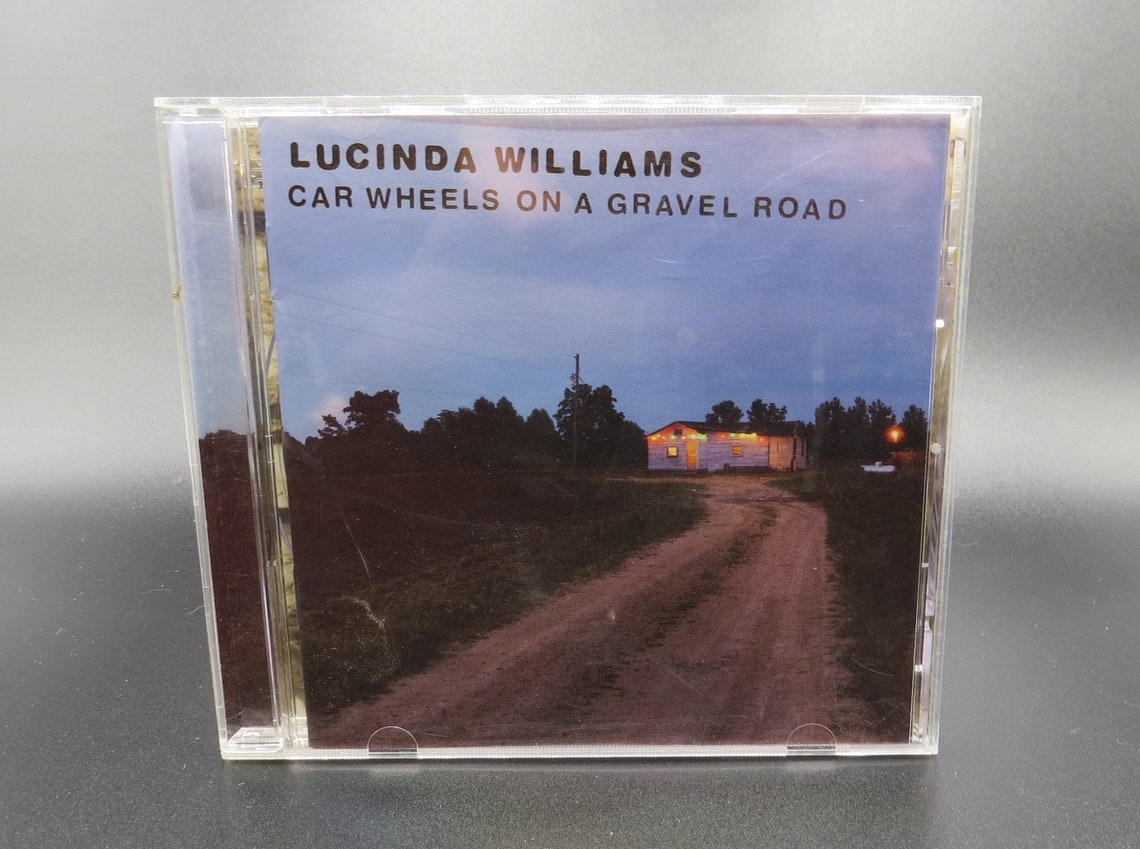 LUCINDA WILLIAMS
CAR WHEELS ON A GRAVEL ROAD